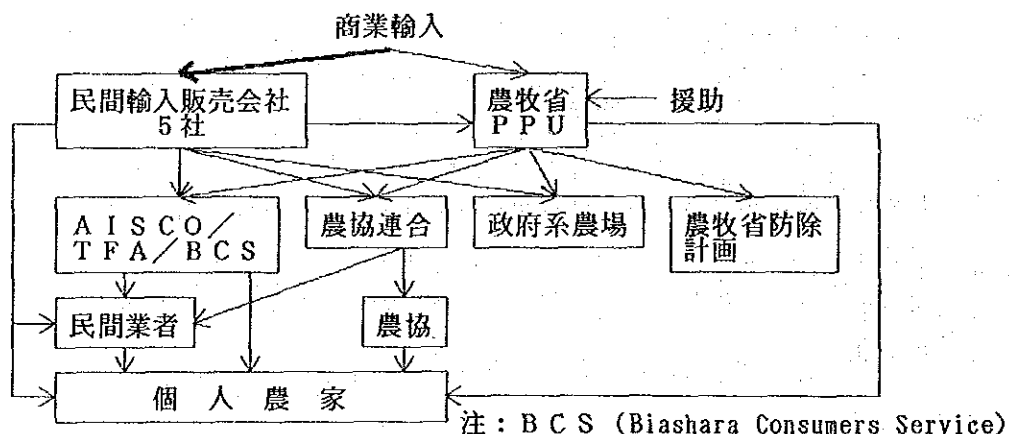 商業輸入
民間輸入販売会社
5社
農牧省
ＰＰＵ
援助
ＡＩＳＣＯ／
ＴＦＡ／ＢＣＳ
農協連合
政府系農場
農牧省防除
計画
民間業者
農協
個 人 農 家
注：ＢＣＳ (Biashara Consumers Service)